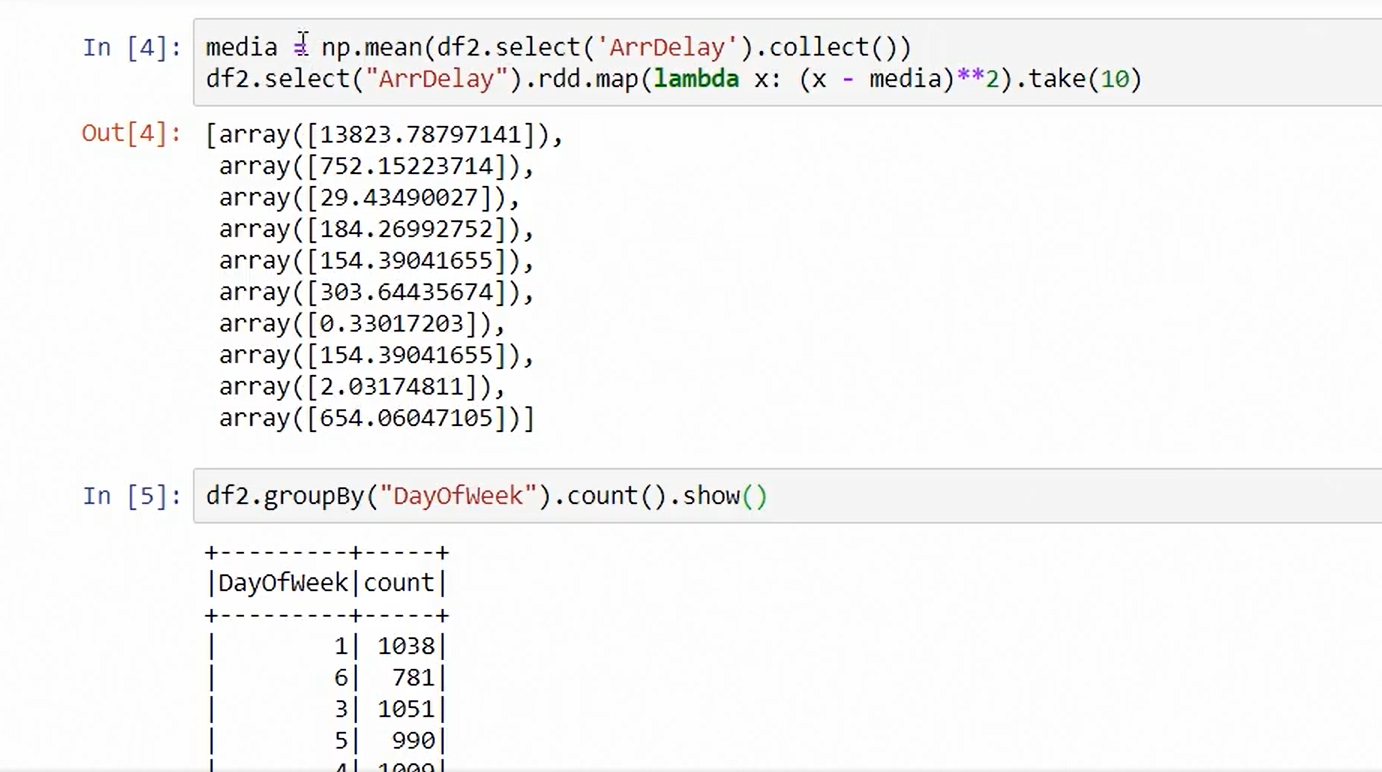 In [4]: media = np.mean(df2.select('ArrDelay').collect())
df2.select("ArrDelay").rdd.map(lambda x: (x - media)**2).take(10)
Out[4]: [array([13823.78797141]),
array([752.15223714]),
array([29.43490027]),
array([184.26992752]),
array([154.39041655]),
array([303.64435674]),
array([0.33017203]),
array([154.39041655]),
array([2.03174811]),
array([654.06047105])]
In [5]: df2.groupBy("DayOfWeek").count().show()
+---------+-----+
|DayOfWeek|count|
+---------+-----+
|        1| 1038|
|        6|  781|
|        3| 1051|
|        5|  990|
|        4| 1009|